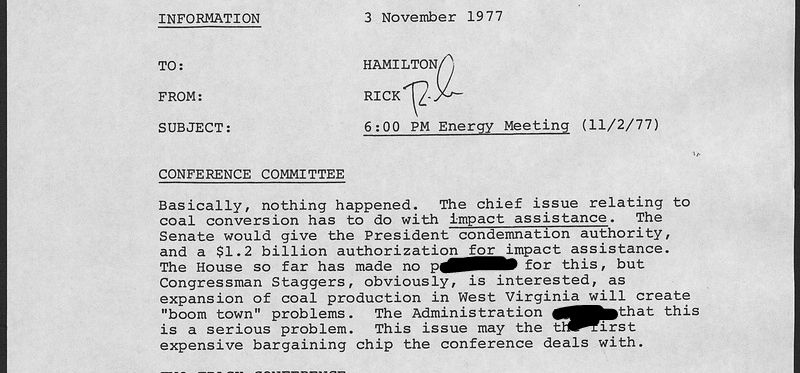 INFORMATION 3 November 1977
TO: HAMILTON
FROM: RICK Rick
SUBJECT: 6:00 PM Energy Meeting (11/2/77)
CONFERENCE COMMITTEE
Basically, nothing happened. The chief issue relating to
coal conversion has to do with impact assistance. The
Senate would give the President condemnation authority,
and a $1.2 billion authorization for impact assistance.
The House so far has made no for this, but
Congressman Staggers, obviously, is interested, as
expansion of coal production in West Virginia will create
"boom town" problems. The Administration that this
is a serious problem. This issue may the first
expensive bargaining chip the conference deals with.